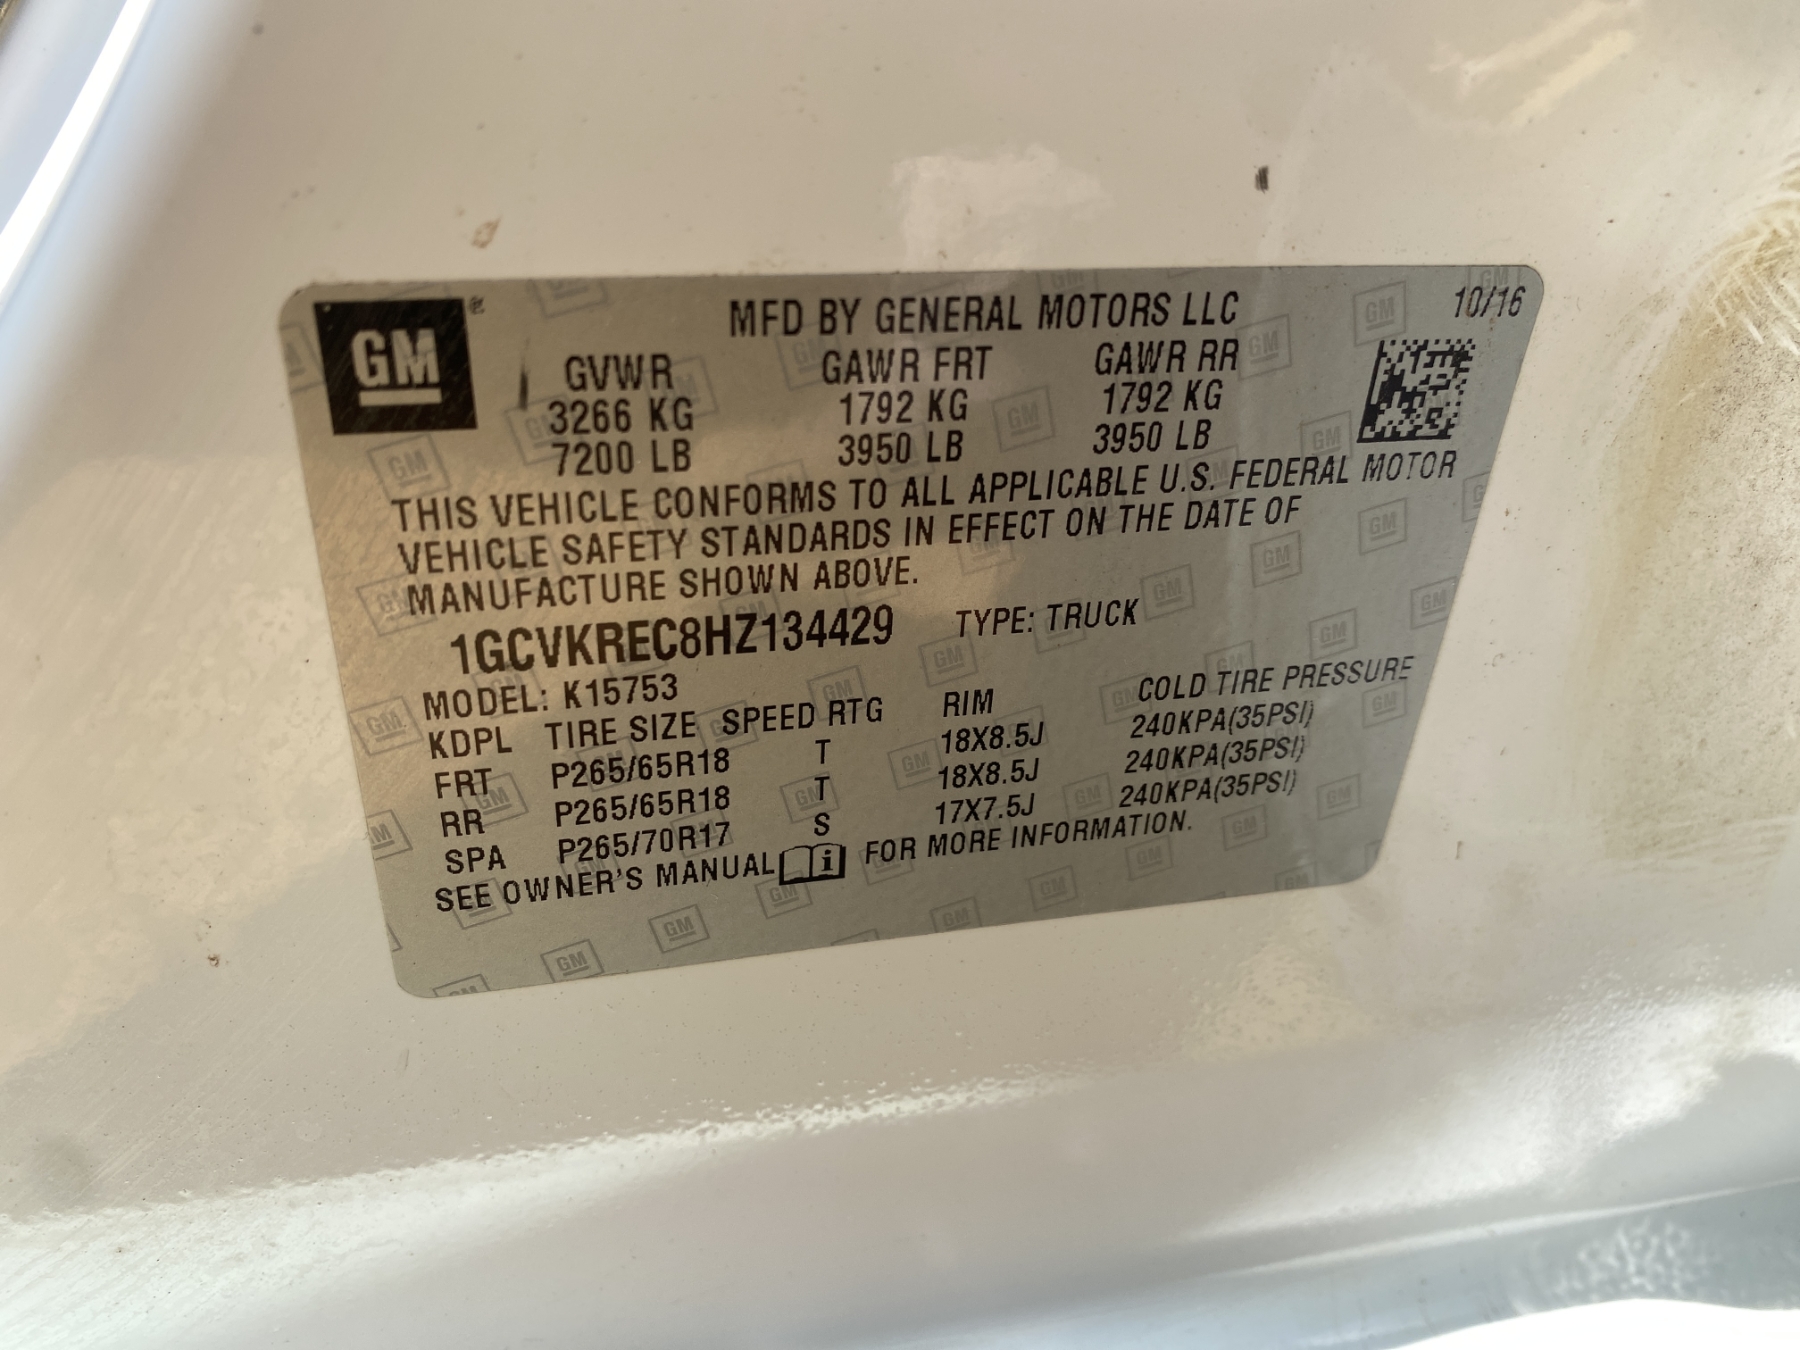 GM ® MFD BY GENERAL MOTORS LLC 10/16
GVWR GAWR FRT GAWR RR
3266 KG 1792 KG 1792 KG
7200 LB 3950 LB 3950 LB
THIS VEHICLE CONFORMS TO ALL APPLICABLE U.S. FEDERAL MOTOR
VEHICLE SAFETY STANDARDS IN EFFECT ON THE DATE OF
MANUFACTURE SHOWN ABOVE.
1GCVKREC8HZ134429 TYPE: TRUCK
MODEL: K15753
KDPL TIRE SIZE SPEED RTG RIM COLD TIRE PRESSURE
FRT P265/65R18 T 18X8.5J 240KPA(35PSI)
RR P265/65R18 T 18X8.5J 240KPA(35PSI)
SPA P265/70R17 S 17X7.5J 240KPA(35PSI)
SEE OWNER'S MANUAL i FOR MORE INFORMATION.